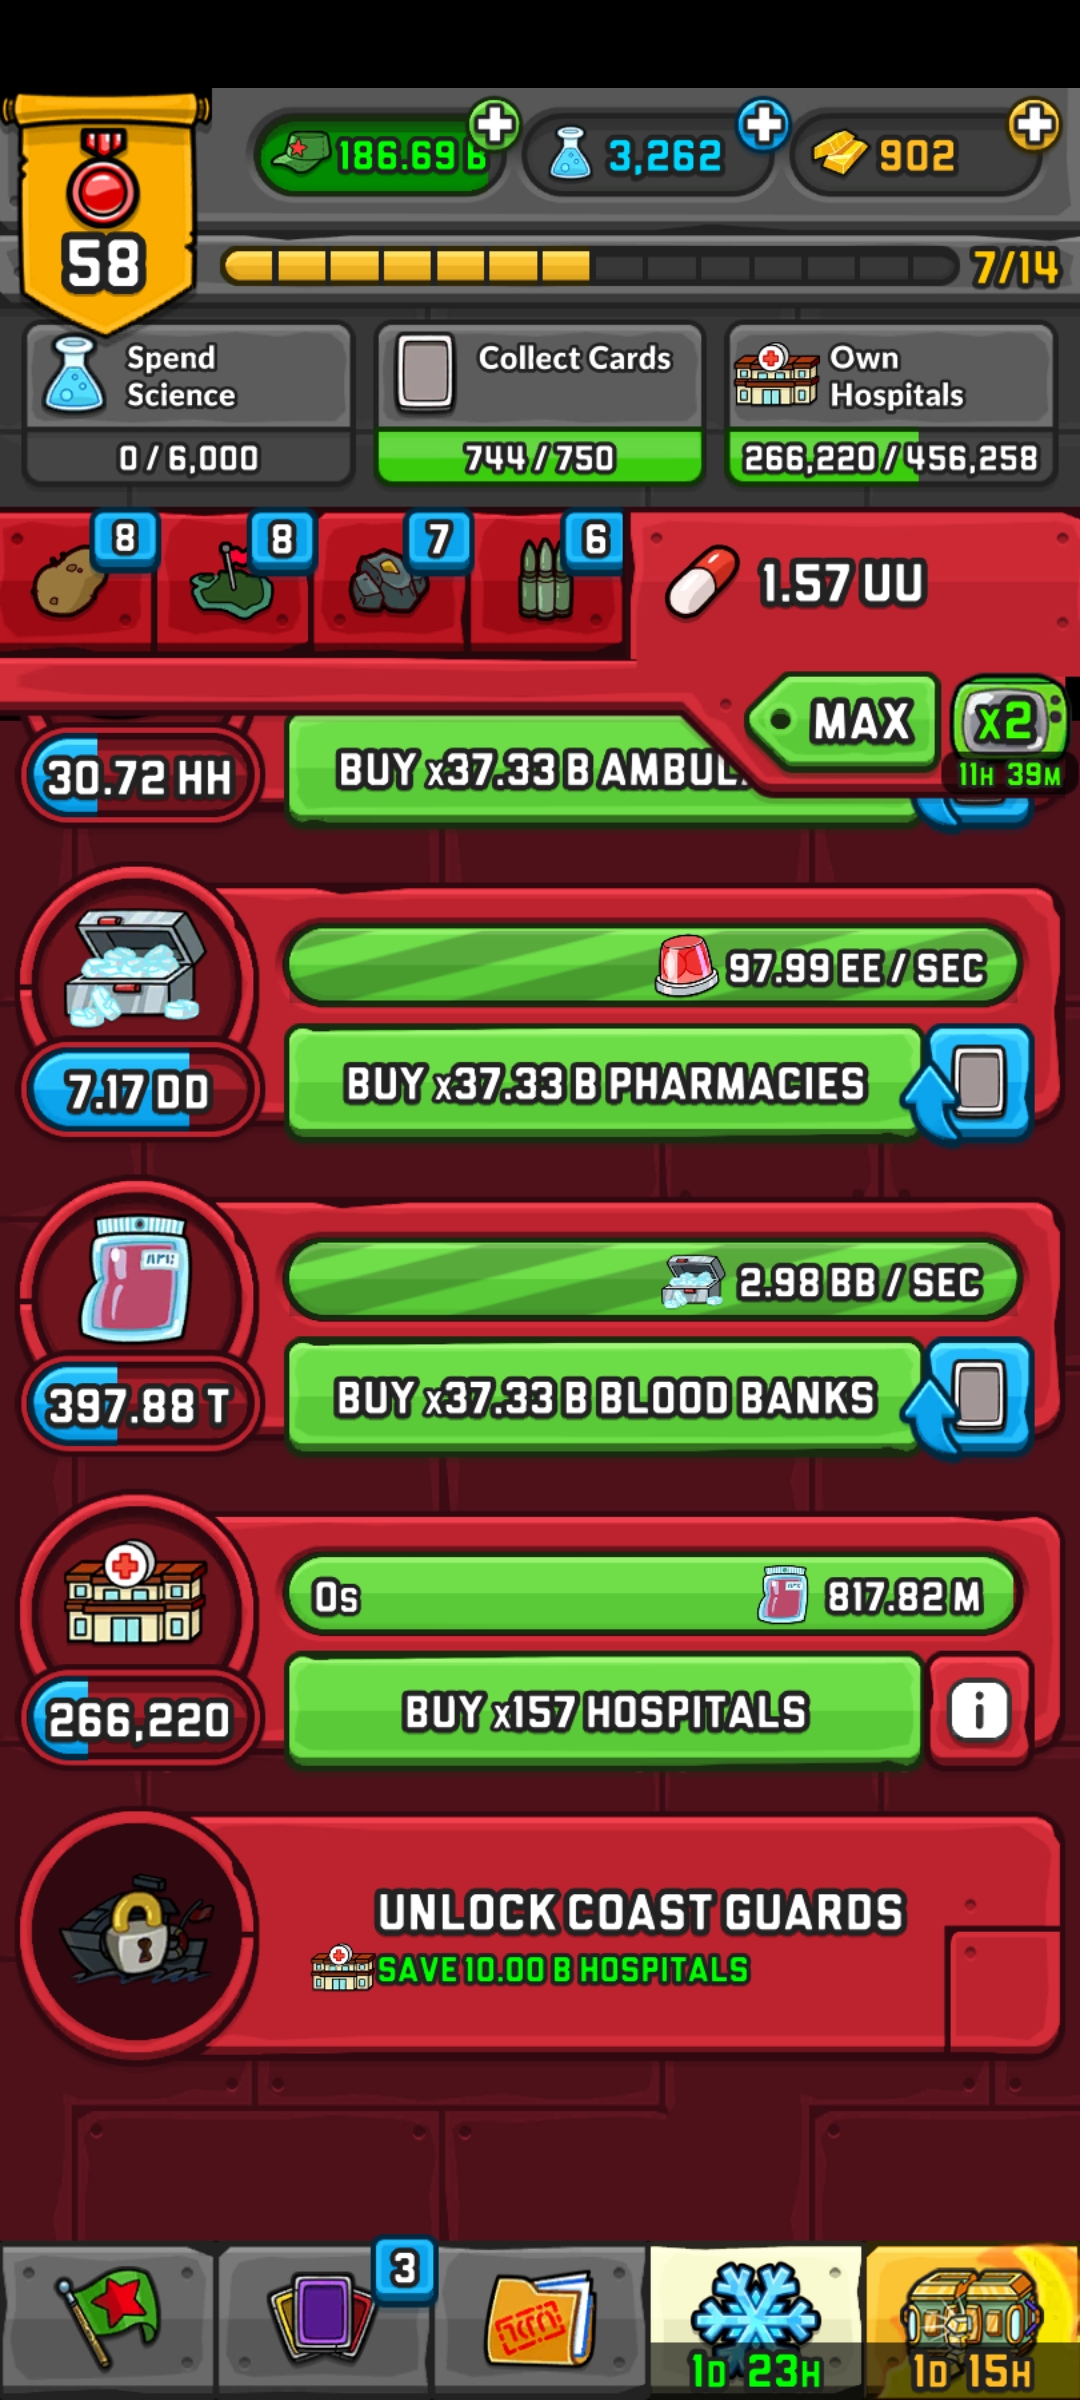 58
186.69 B
3,262
902
7/14
Spend
Science
0 / 6,000
Collect Cards
744 / 750
Own
Hospitals
266,220 / 456,258
8
8
7
6
1.57 UU
MAX
x2
11H 39M
30.72 HH
BUY x37.33 B AMBUL..
97.99 EE / SEC
7.17 DD
BUY x37.33 B PHARMACIES
2.98 BB / SEC
397.88 T
BUY x37.33 B BLOOD BANKS
0s
817.82 M
266,220
BUY x157 HOSPITALS
i
UNLOCK COAST GUARDS
SAVE 10.00 B HOSPITALS
3
1D 23H
1D 15H